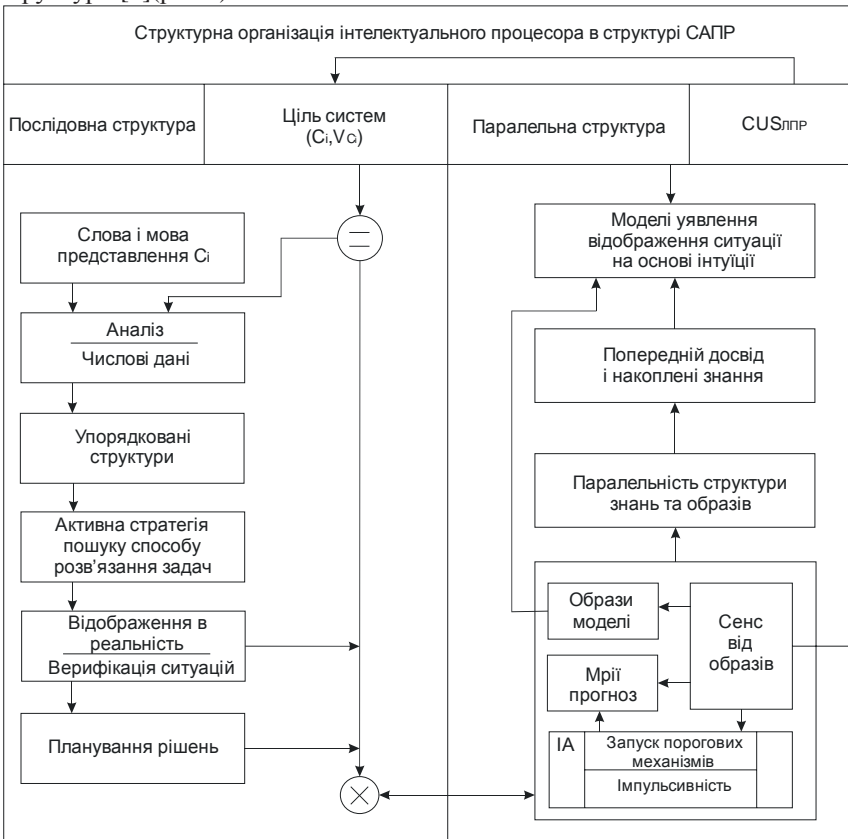 Структурна організація інтелектуального процесора в структурі САПР
Послідовна структура
Ціль систем
(Ci,VCi)
Паралельна структура
CUSЛПР
Слова і мова
представлення Ci
Аналіз
Числові дані
Упорядковані
структури
Активна стратегія
пошуку способу
розв'язання задач
Відображення в
реальність
Верифікація ситуацій
Планування рішень
Моделі уявлення
відображення ситуації
на основі інтуїції
Попередній досвід
і накоплені знання
Паралельність структури
знань та образів
Образи
моделі
Сенс
від
образів
Мрії
прогноз
ІА
Запуск порогових
механізмів
Імпульсивність